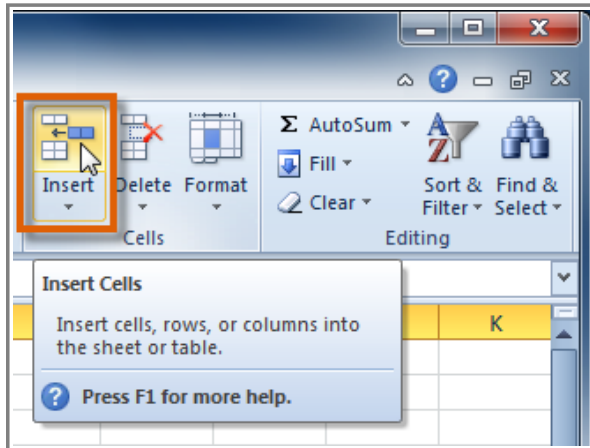 Σ AutoSum
Insert Delete Format
Fill
Clear
Sort & Filter
Find & Select
Cells
Editing
Insert Cells
Insert cells, rows, or columns into
the sheet or table.
Press F1 for more help.
K